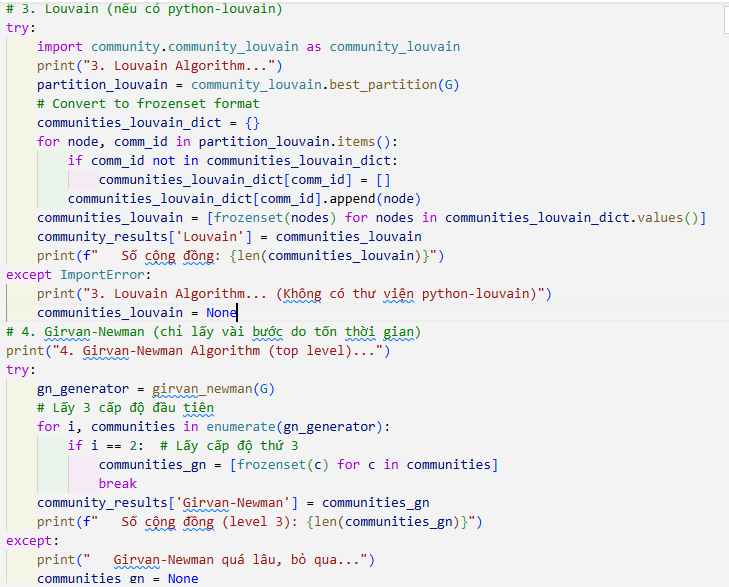 # 3. Louvain (nếu có python-louvain)
try:
    import community.community_louvain as community_louvain
    print("3. Louvain Algorithm...")
    partition_louvain = community_louvain.best_partition(G)
    # Convert to frozenset format
    communities_louvain_dict = {}
    for node, comm_id in partition_louvain.items():
        if comm_id not in communities_louvain_dict:
            communities_louvain_dict[comm_id] = []
        communities_louvain_dict[comm_id].append(node)
    communities_louvain = [frozenset(nodes) for nodes in communities_louvain_dict.values()]
    community_results['Louvain'] = communities_louvain
    print(f"   Số cộng đồng: {len(communities_louvain)}")
except ImportError:
    print("3. Louvain Algorithm... (Không có thư viện python-louvain)")
    communities_louvain = None
# 4. Girvan-Newman (chỉ lấy vài bước do tốn thời gian)
print("4. Girvan-Newman Algorithm (top level)...")
try:
    gn_generator = girvan_newman(G)
    # Lấy 3 cấp độ đầu tiên
    for i, communities in enumerate(gn_generator):
        if i == 2:  # Lấy cấp độ thứ 3
            communities_gn = [frozenset(c) for c in communities]
            break
    community_results['Girvan-Newman'] = communities_gn
    print(f"   Số cộng đồng (level 3): {len(communities_gn)}")
except:
    print("   Girvan-Newman quá lâu, bỏ qua...")
    communities_gn = None